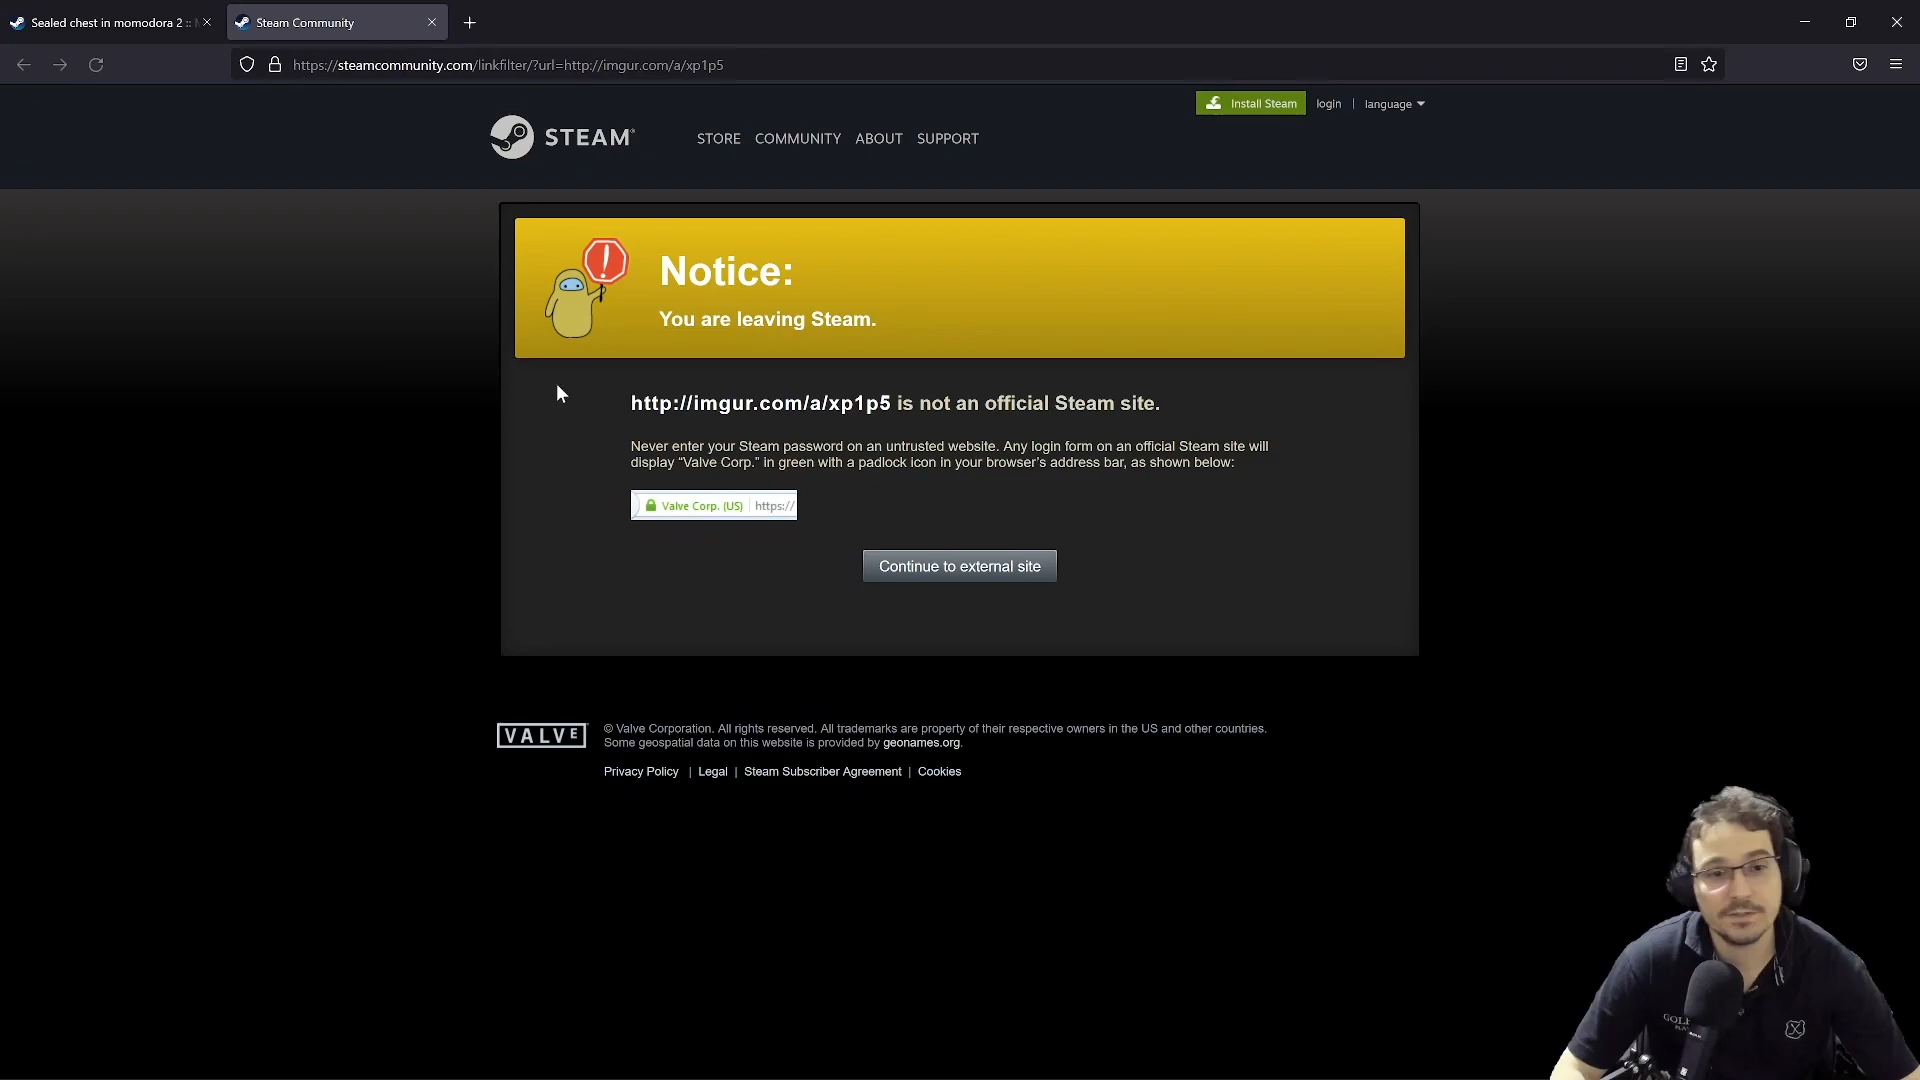 Sealed chest in momodora 2 ::
Steam Community
https://steamcommunity.com/linkfilter/?url=http://imgur.com/a/xp1p5
Install Steam
login
|
language
STEAM®
STORE
COMMUNITY
ABOUT
SUPPORT
!
Notice:
You are leaving Steam.
http://imgur.com/a/xp1p5 is not an official Steam site.
Never enter your Steam password on an untrusted website. Any login form on an official Steam site will
display “Valve Corp.” in green with a padlock icon in your browser’s address bar, as shown below:
Valve Corp. (US) https://
Continue to external site
VALVE
© Valve Corporation. All rights reserved. All trademarks are property of their respective owners in the US and other countries.
Some geospatial data on this website is provided by geonames.org.
Privacy Policy | Legal | Steam Subscriber Agreement | Cookies